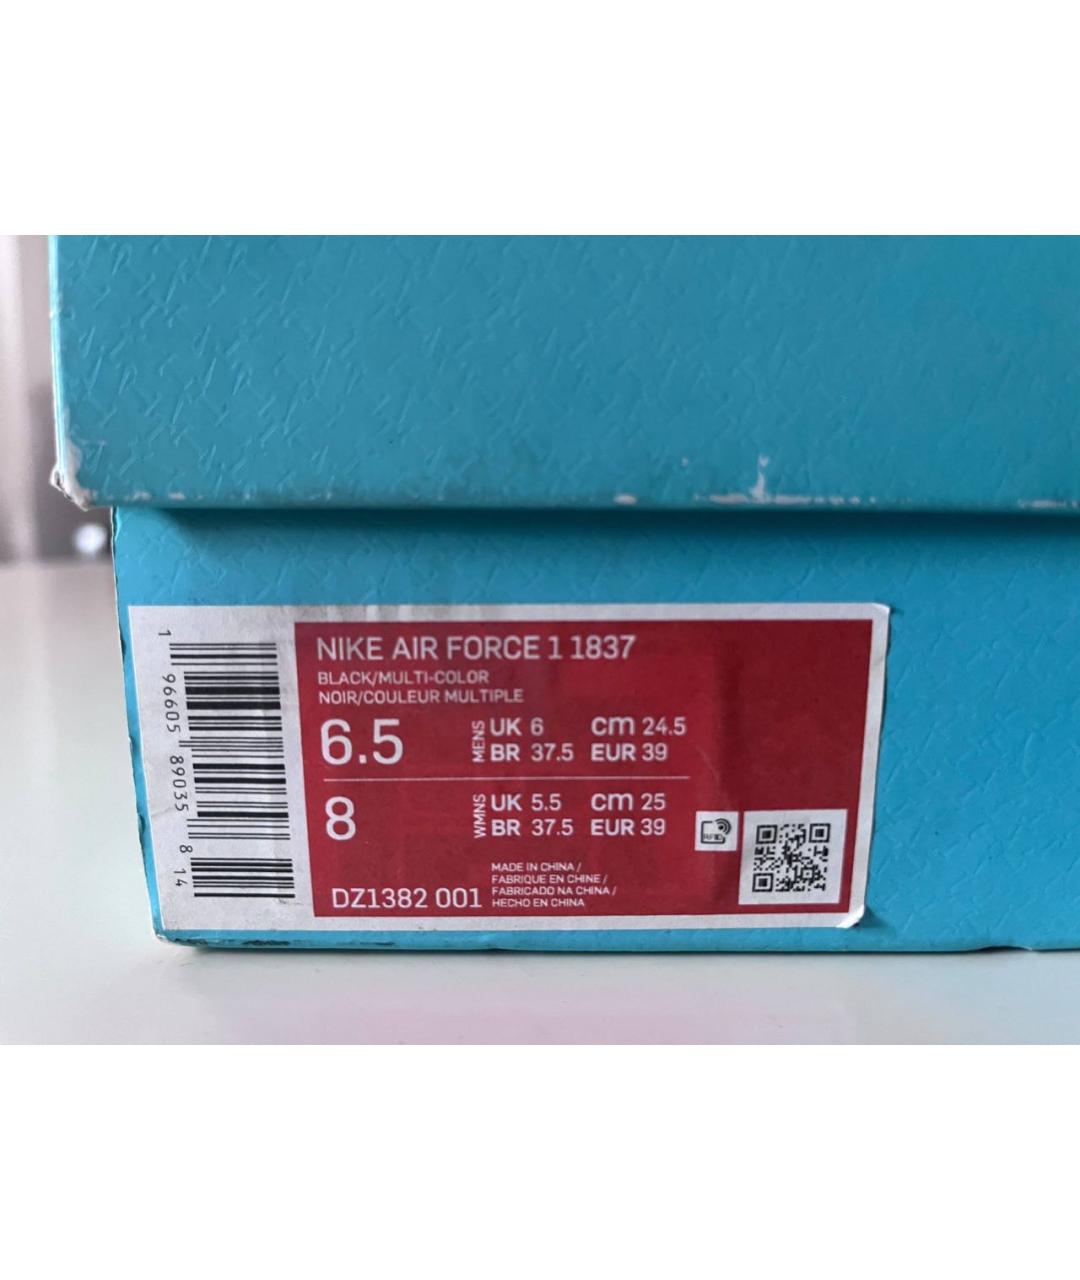 NIKE AIR FORCE 1 1837
BLACK/MULTI-COLOR
NOIR/COULEUR MULTIPLE
6.5 MENS UK 6 cm 24.5
BR 37.5 EUR 39
8 WMNS UK 5.5 cm 25
BR 37.5 EUR 39
DZ1382 001
MADE IN CHINA /
FABRIQUE EN CHINE /
FABRICADO NA CHINA /
HECHO EN CHINA
RFID
1 96605 89035 8 14